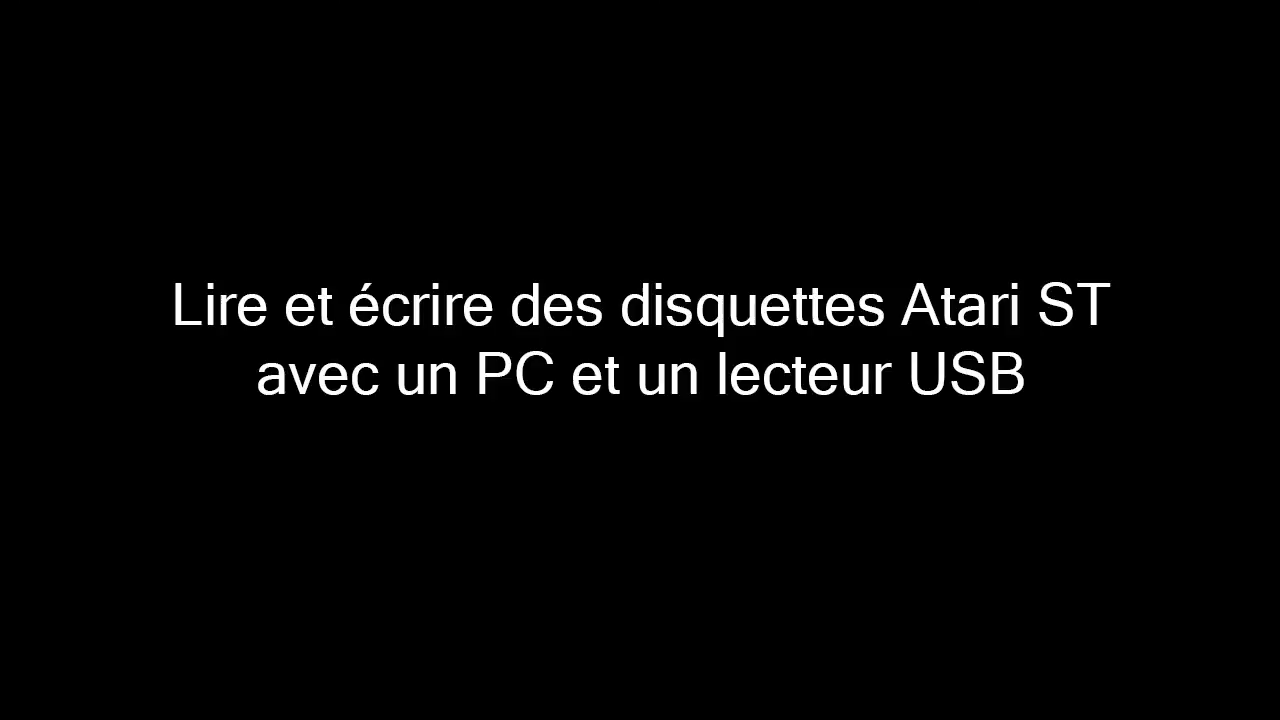 Lire et écrire des disquettes Atari ST
avec un PC et un lecteur USB